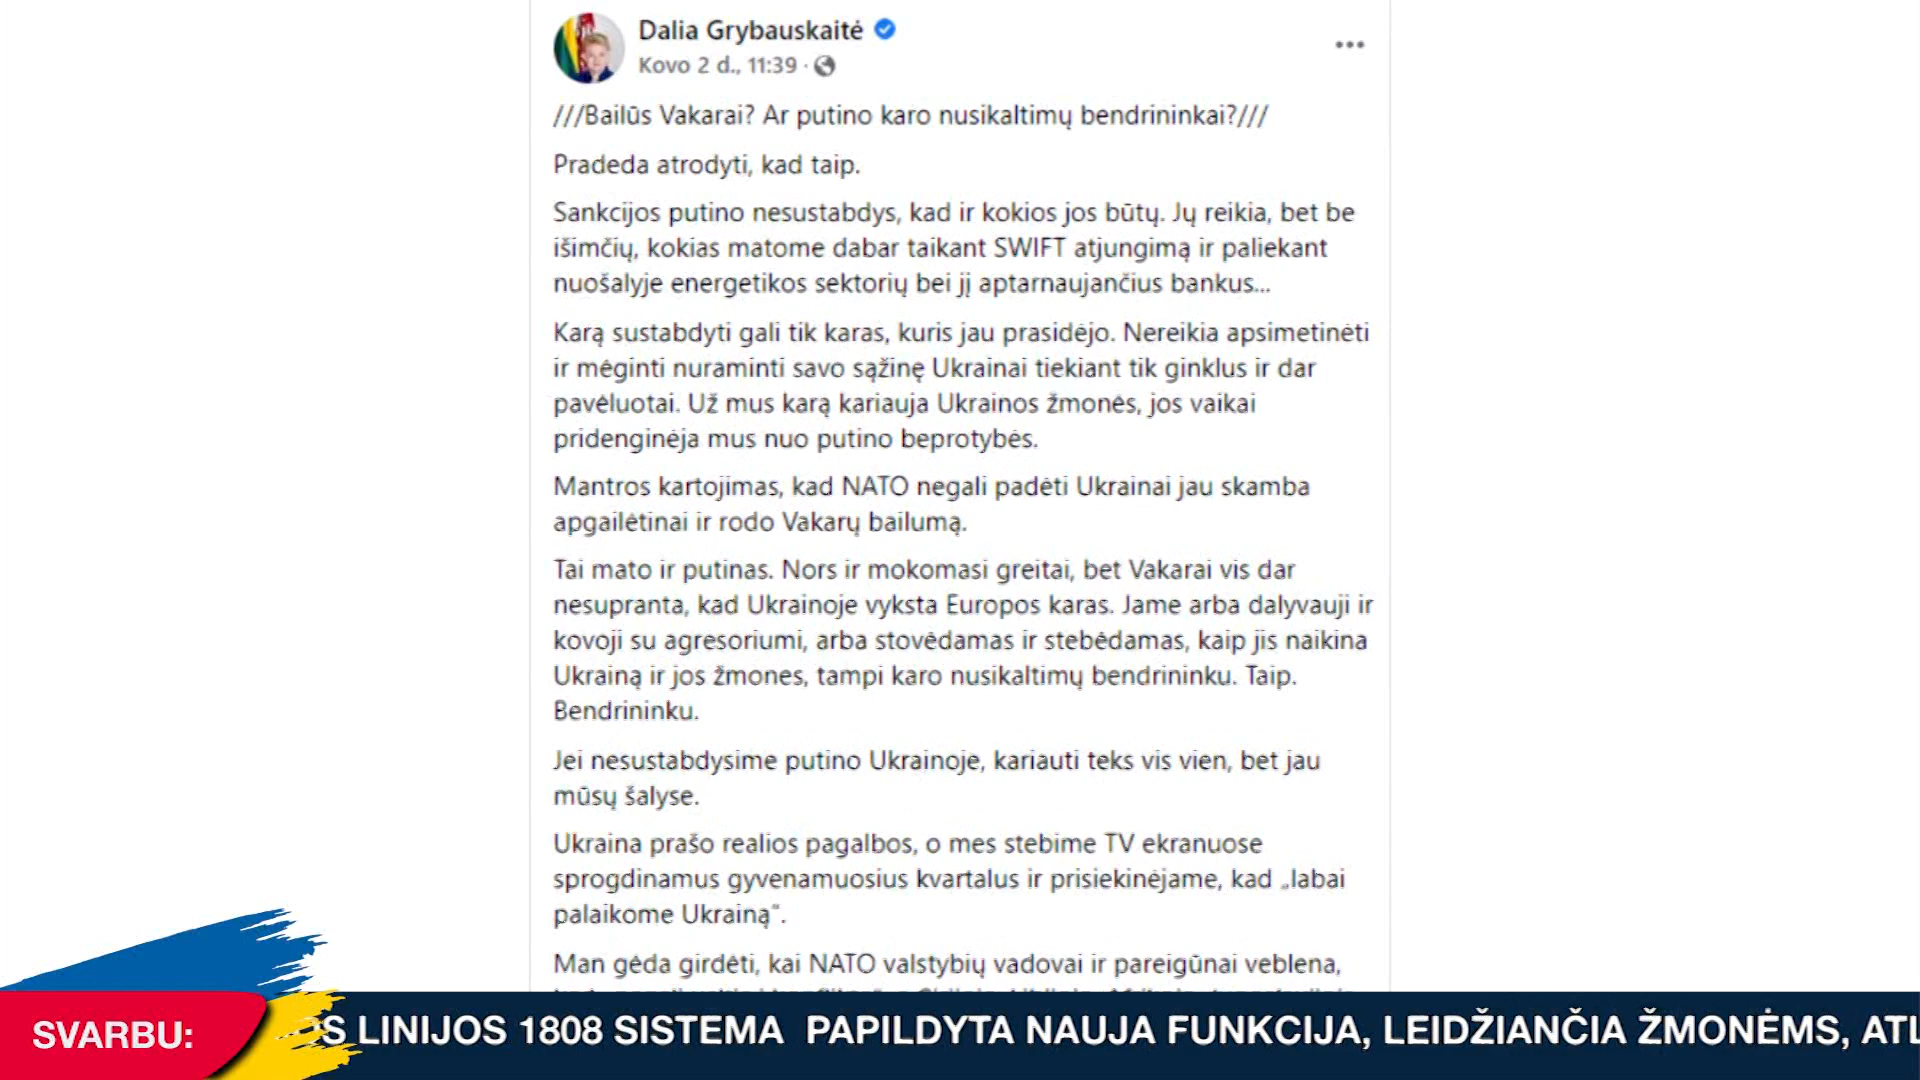 Dalia Grybauskaitė
Kovo 2 d., 11:39 ·
///Bailūs Vakarai? Ar putino karo nusikaltimų bendrininkai?///
Pradeda atrodyti, kad taip.
Sankcijos putino nesustabdys, kad ir kokios jos būtų. Jų reikia, bet be
išimčių, kokias matome dabar taikant SWIFT atjungimą ir paliekant
nuošalyje energetikos sektorių bei jį aptarnaujančius bankus...
Karą sustabdyti gali tik karas, kuris jau prasidėjo. Nereikia apsimetinėti
ir mėginti nuraminti savo sąžinę Ukrainai tiekiant tik ginklus ir dar
pavėluotai. Už mus karą kariauja Ukrainos žmonės, jos vaikai
pridenginėja mus nuo putino beprotybės.
Mantros kartojimas, kad NATO negali padėti Ukrainai jau skamba
apgailėtinai ir rodo Vakarų bailumą.
Tai mato ir putinas. Nors ir mokomasi greitai, bet Vakarai vis dar
nesupranta, kad Ukrainoje vyksta Europos karas. Jame arba dalyvauji ir
kovoji su agresoriumi, arba stovėdamas ir stebėdamas, kaip jis naikina
Ukrainą ir jos žmones, tampi karo nusikaltimų bendrininku. Taip.
Bendrininku.
Jei nesustabdysime putino Ukrainoje, kariauti teks vis vien, bet jau
mūsų šalyse.
Ukraina prašo realios pagalbos, o mes stebime TV ekranuose
sprogdinamus gyvenamuosius kvartalus ir prisiekinėjame, kad „labai
palaikome Ukrainą“.
Man gėda girdėti, kai NATO valstybių vadovai ir pareigūnai veblena,
SVARBU:
OS LINIJOS 1808 SISTEMA PAPILDYTA NAUJA FUNKCIJA, LEIDŽIANČIA ŽMONĖMS, ATL